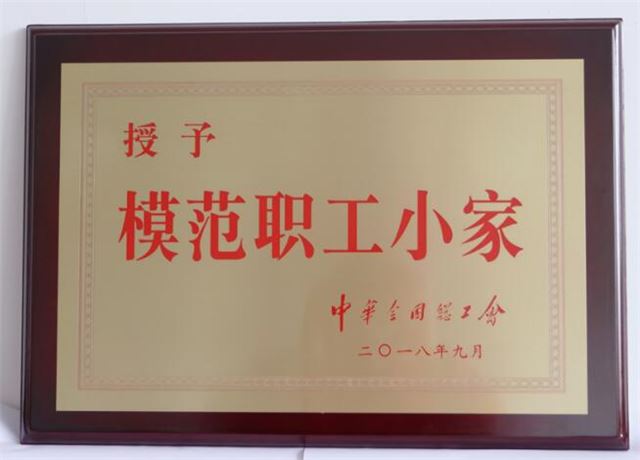 授予
模范职工小家
中华全国总工会
二〇一八年九月